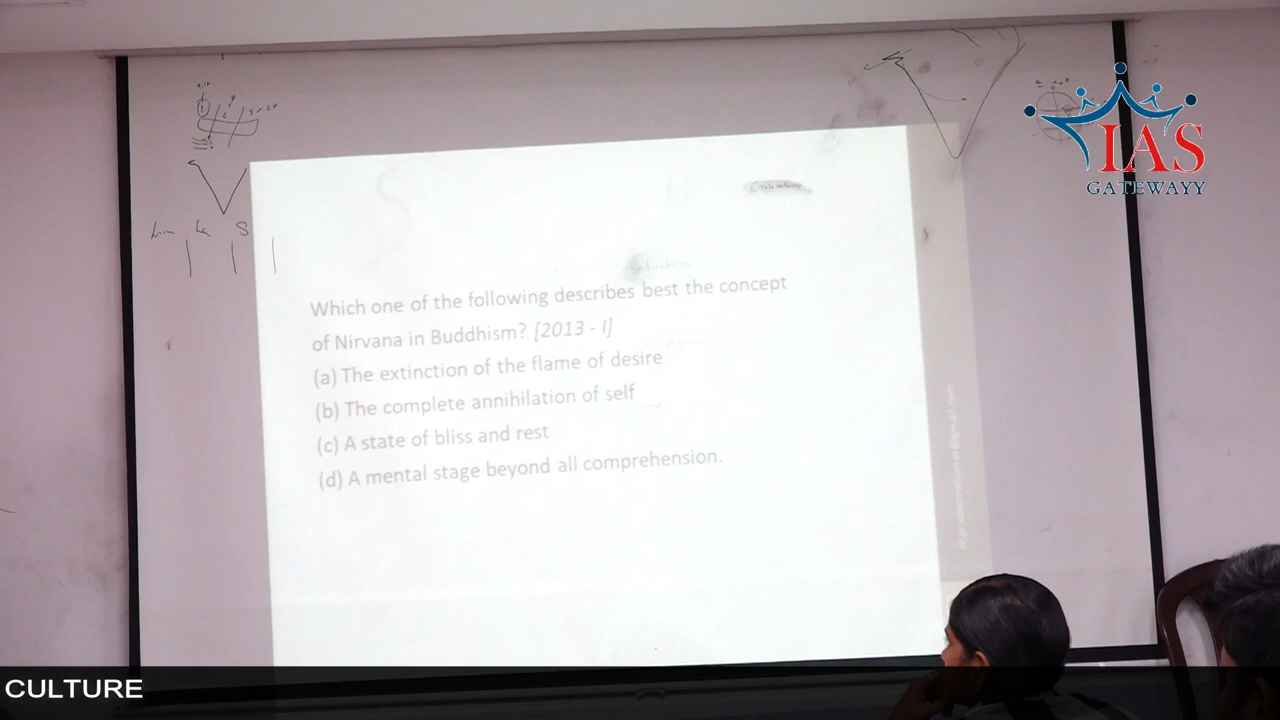 IAS
GATEWAYY
Which one of the following describes best the concept
of Nirvana in Buddhism? [2013 - I]
(a) The extinction of the flame of desire
(b) The complete annihilation of self
(c) A state of bliss and rest
(d) A mental stage beyond all comprehension.
CULTURE